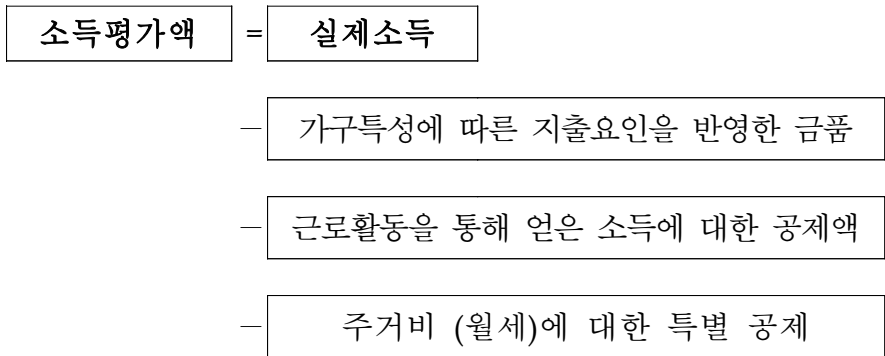 소득평가액 = 실제소득
－ 가구특성에 따른 지출요인을 반영한 금품
－ 근로활동을 통해 얻은 소득에 대한 공제액
－ 주거비 (월세)에 대한 특별 공제